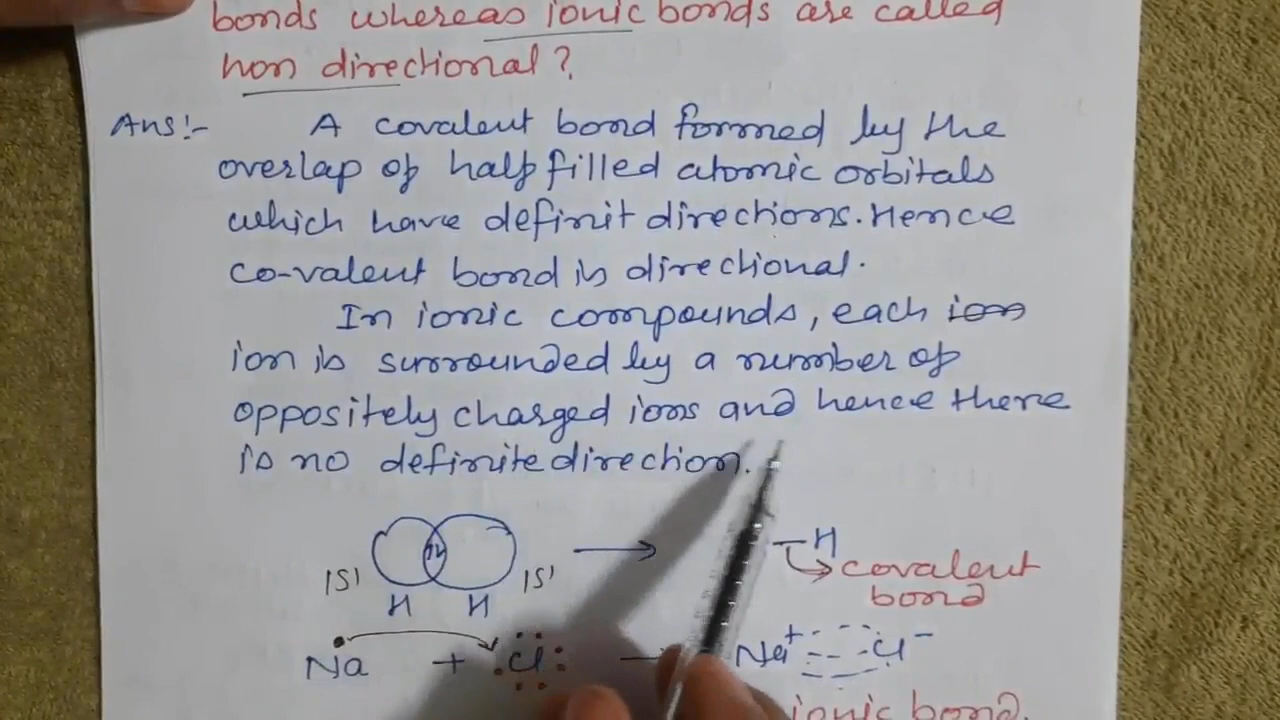 bonds whereas ionic bonds are called
non directional?
Ans:- A covalent bond formed by the
overlap of half filled atomic orbitals
which have definit directions. Hence
co-valent bond is directional.
In ionic compounds, each ion
ion is surrounded by a number of
oppositely charged ions and hence there
is no definite direction.
1S¹ 1S¹ → -H
H H
covalent
bond
Na + Cl → Na⁺ Cl⁻
ionic bond.